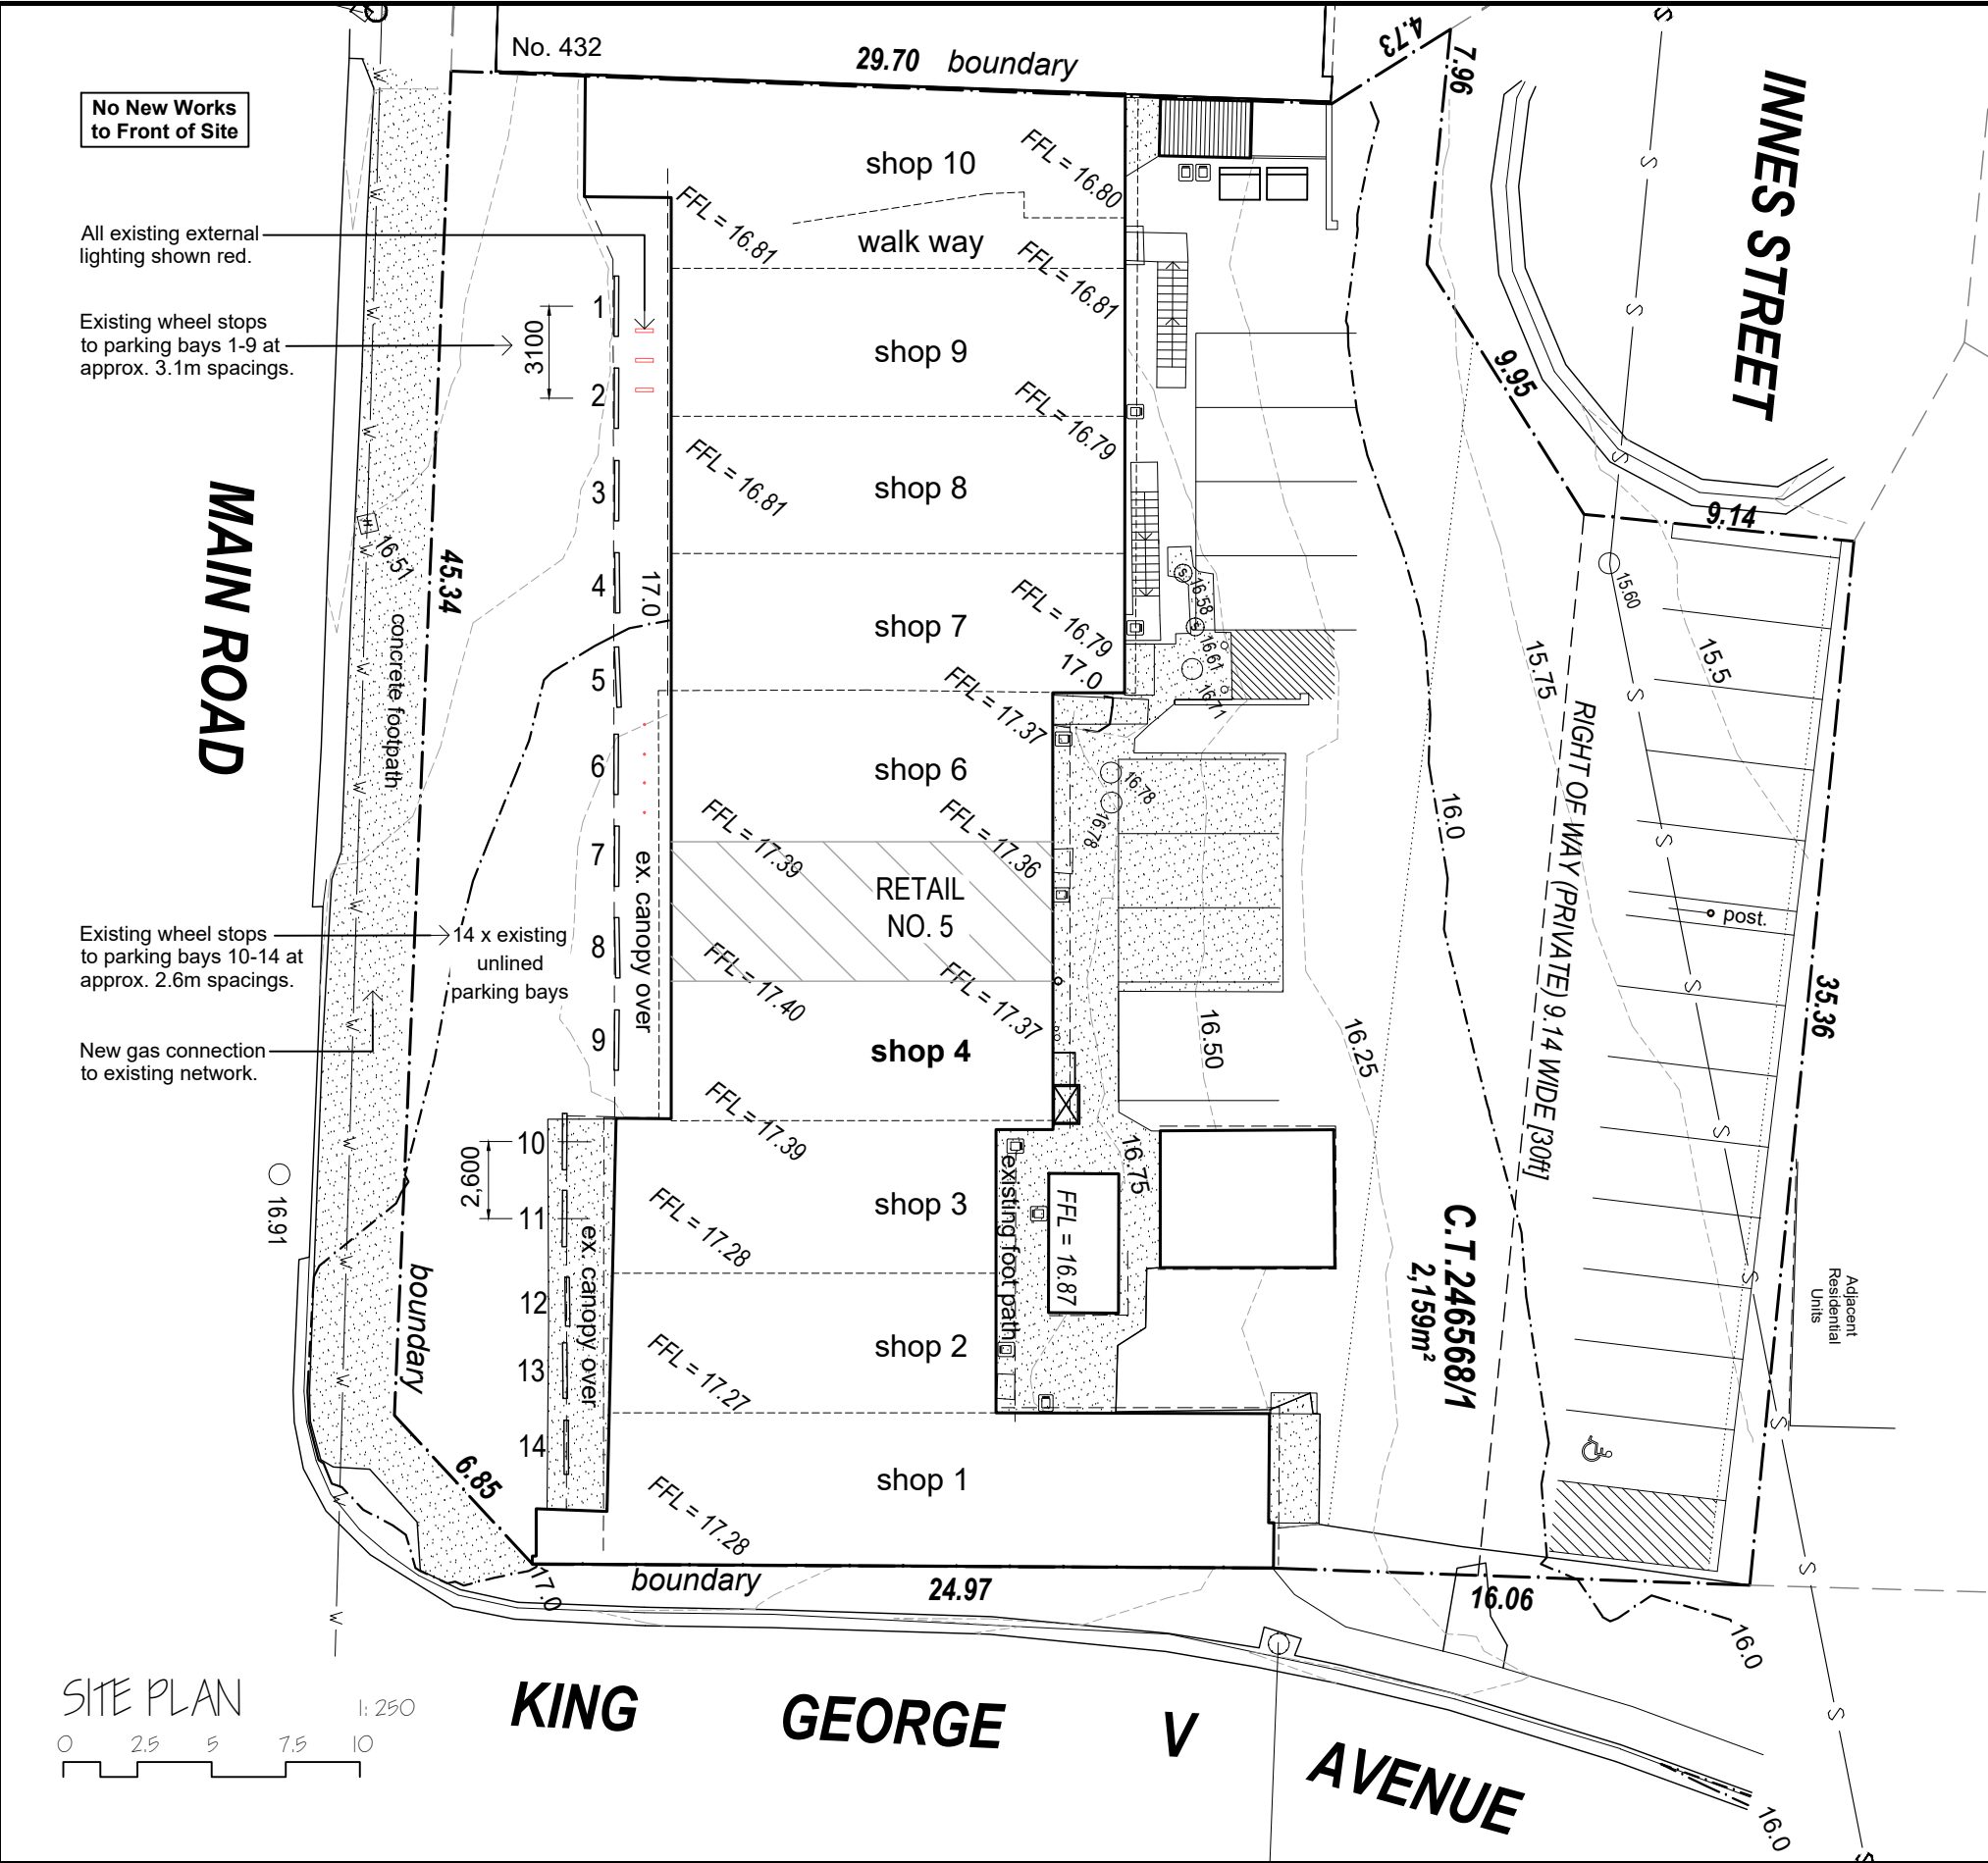 No. 432
29.70 boundary
4.73
7.96
INNES STREET
No New Works
to Front of Site
shop 10
FFL = 16.80
FFL = 16.81
walk way
FFL = 16.81
All existing external
lighting shown red.
Existing wheel stops
to parking bays 1-9 at
approx. 3.1m spacings.
1
3100
2
shop 9
FFL = 16.79
9.95
MAIN ROAD
3
FFL = 16.81
shop 8
9.14
H
16.51
45.34
4
17.0
concrete footpath
shop 7
FFL = 16.79
17.0
S
16.58
S
16.61
16.71
15.60
15.5
15.75
5
FFL = 17.37
6
shop 6
16.78
16.78
16.0
RIGHT OF WAY (PRIVATE) 9.14 WIDE [30ft]
7
FFL = 17.39
FFL = 17.36
RETAIL
NO. 5
post.
Existing wheel stops
to parking bays 10-14 at
approx. 2.6m spacings.
14 x existing
unlined
parking bays
8
ex. canopy over
FFL = 17.40
FFL = 17.37
35.36
New gas connection
to existing network.
9
shop 4
16.50
16.25
FFL = 17.39
10
2,600
11
16.91
16.75
shop 3
FFL = 17.28
existing foot path
FFL = 16.87
C.T.246568/1
2,159m²
Adjacent
Residential
Units
boundary
12
ex. canopy over
13
shop 2
FFL = 17.27
14
6.85
shop 1
FFL = 17.28
17.0
boundary
24.97
16.06
16.0
SITE PLAN
1: 250
0 2.5 5 7.5 10
KING GEORGE V AVENUE
16.0